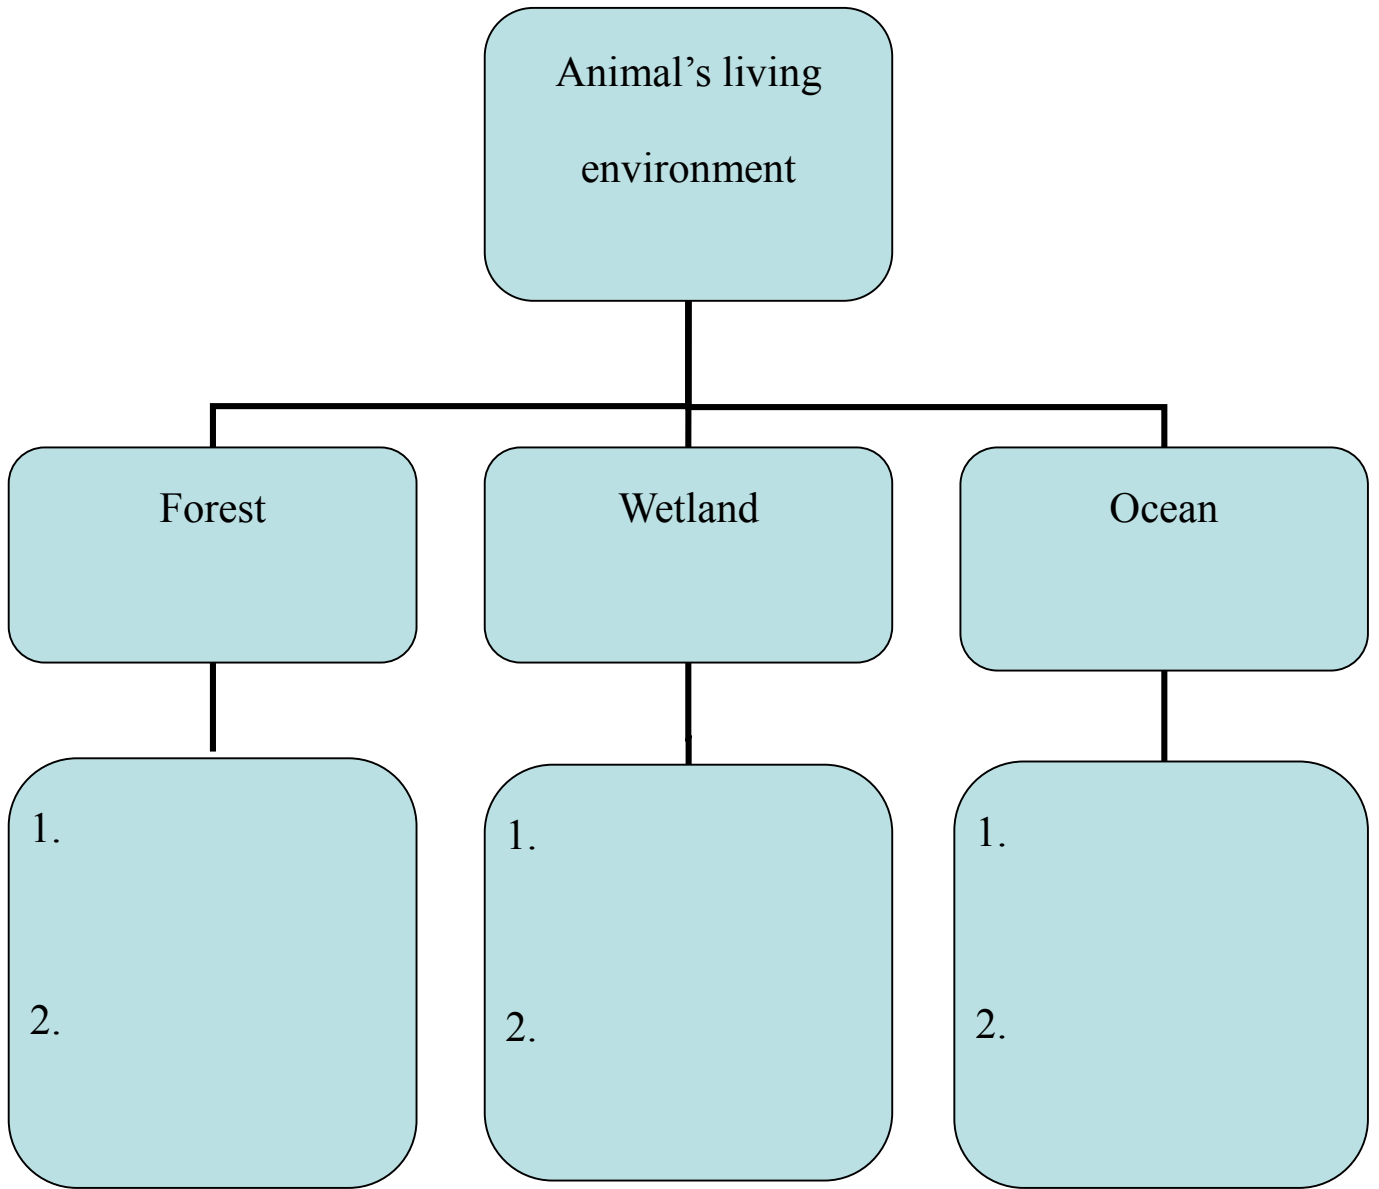 Animal’s living
environment
Forest
Wetland
Ocean
1.
2.
1.
2.
1.
2.